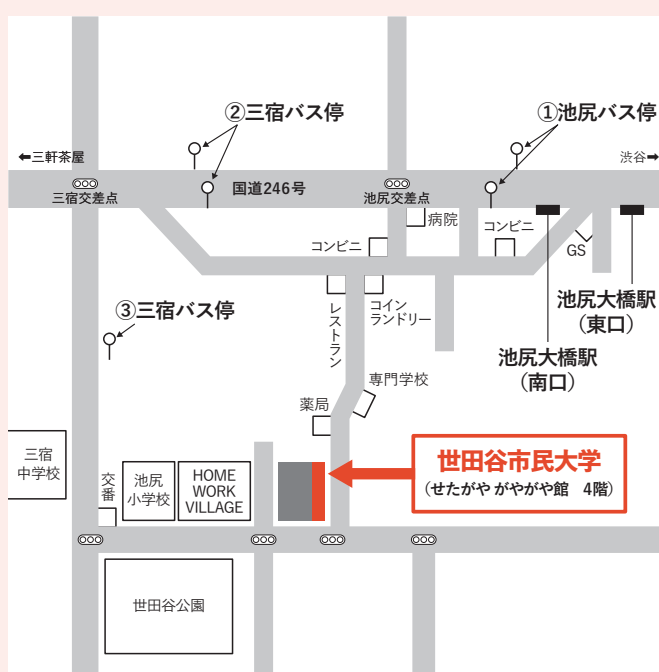 ②三宿バス停
①池尻バス停
←三軒茶屋
渋谷→
国道246号
三宿交差点
池尻交差点
病院
コンビニ
コンビニ
GS
池尻大橋駅
（東口）
池尻大橋駅
（南口）
レストラン
コイン
ランドリー
③三宿バス停
専門学校
薬局
三宿
中学校
交番
池尻
小学校
HOME
WORK
VILLAGE
世田谷市民大学
（せたがや がやがや館　4階）
世田谷公園